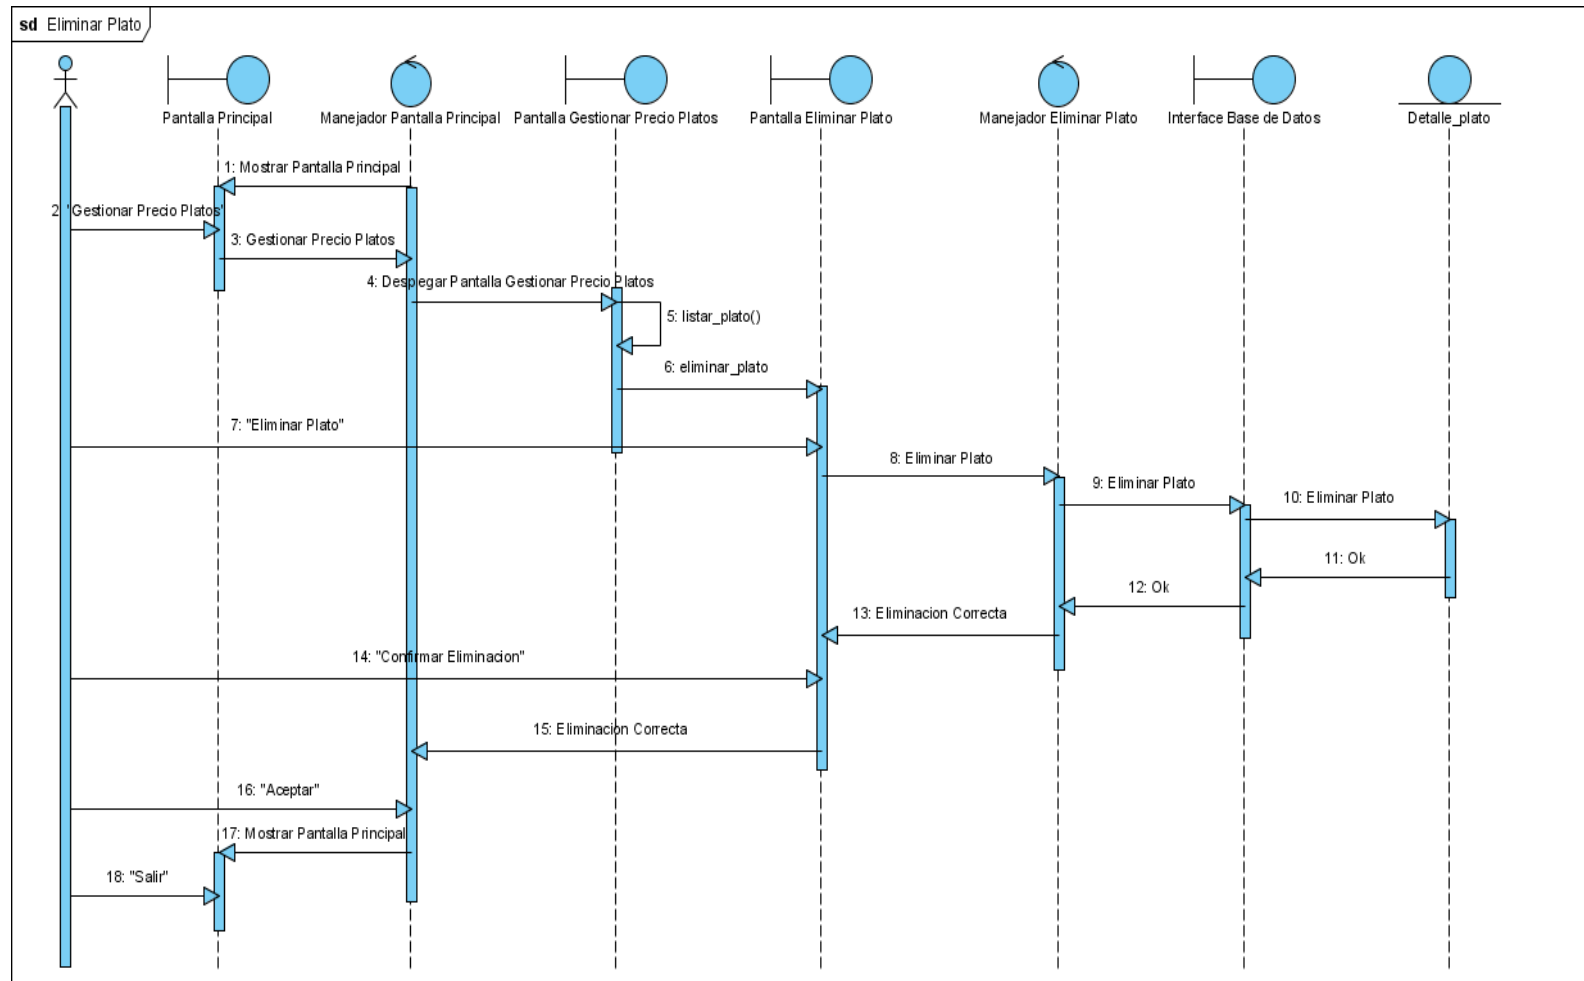 sd Eliminar Plato
Pantalla Principal
Manejador Pantalla Principal
Pantalla Gestionar Precio Platos
Pantalla Eliminar Plato
Manejador Eliminar Plato
Interface Base de Datos
Detalle_plato
1: Mostrar Pantalla Principal
2: "Gestionar Precio Platos"
3: Gestionar Precio Platos
4: Desplegar Pantalla Gestionar Precio Platos
5: listar_plato()
6: eliminar_plato
7: "Eliminar Plato"
8: Eliminar Plato
9: Eliminar Plato
10: Eliminar Plato
11: Ok
12: Ok
13: Eliminacion Correcta
14: "Confirmar Eliminacion"
15: Eliminacion Correcta
16: "Aceptar"
17: Mostrar Pantalla Principal
18: "Salir"